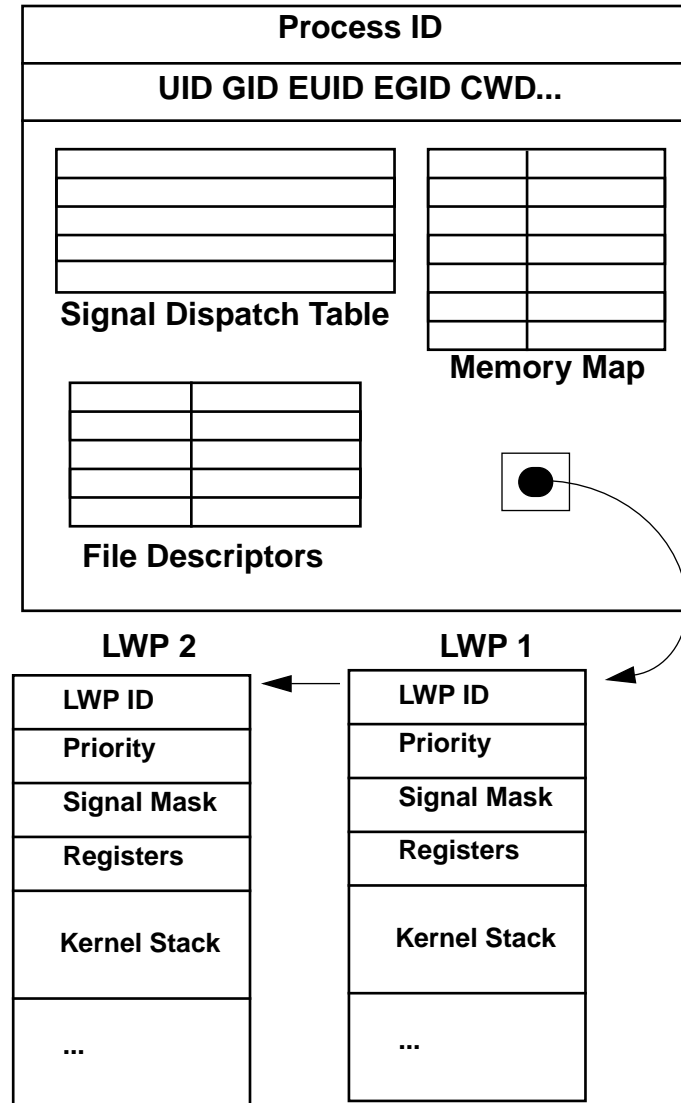 Process ID
UID GID EUID EGID CWD...
Signal Dispatch Table
Memory Map
File Descriptors
LWP 2
LWP ID
Priority
Signal Mask
Registers
Kernel Stack
...
LWP 1
LWP ID
Priority
Signal Mask
Registers
Kernel Stack
...